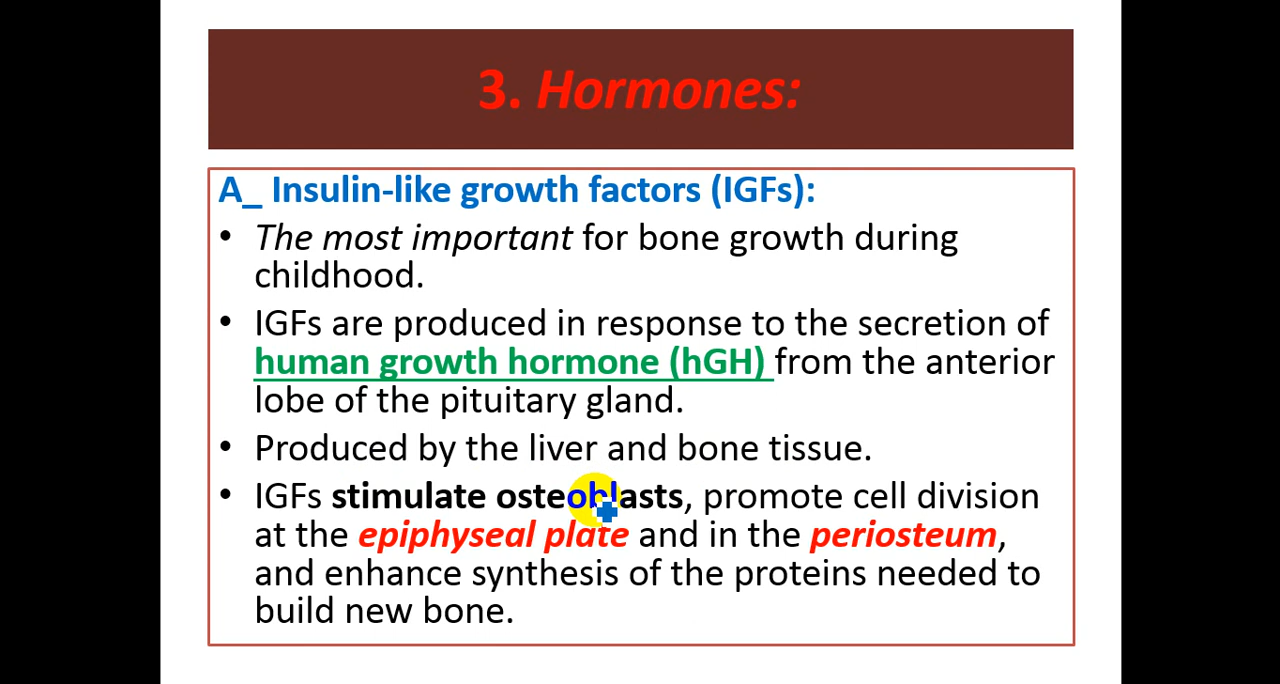 3. Hormones:
A_ Insulin-like growth factors (IGFs):
• The most important for bone growth during
childhood.
• IGFs are produced in response to the secretion of
human growth hormone (hGH) from the anterior
lobe of the pituitary gland.
• Produced by the liver and bone tissue.
• IGFs stimulate osteoblasts, promote cell division
at the epiphyseal plate and in the periosteum,
and enhance synthesis of the proteins needed to
build new bone.